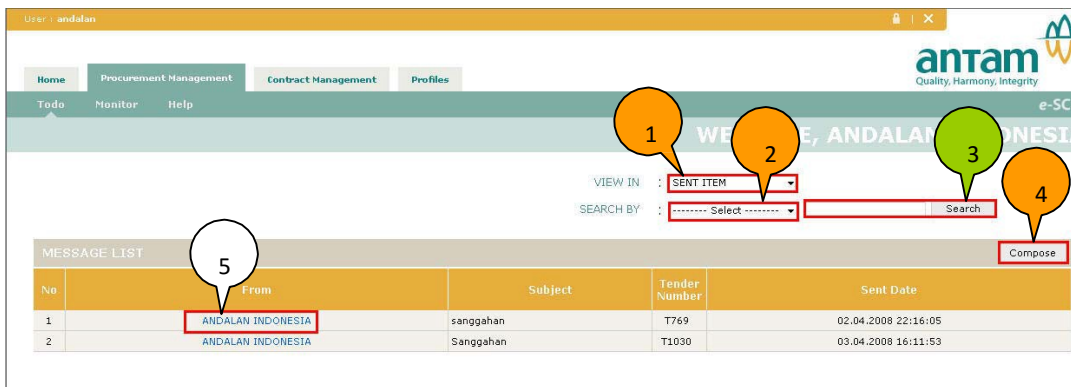 User : andalan
antam
Quality, Harmony, Integrity
Home Procurement Management Contract Management Profiles
Todo Monitor Help e-SC
WE E, ANDALA DNESI
1
2
3
4
VIEW IN : SENT ITEM
SEARCH BY : -------- Select -------- Search
MESSAGE LIST Compose
5
No From Subject Tender Number Sent Date
1 ANDALAN INDONESIA sanggahan T769 02.04.2008 22:16:05
2 ANDALAN INDONESIA Sanggahan T1030 03.04.2008 16:11:53